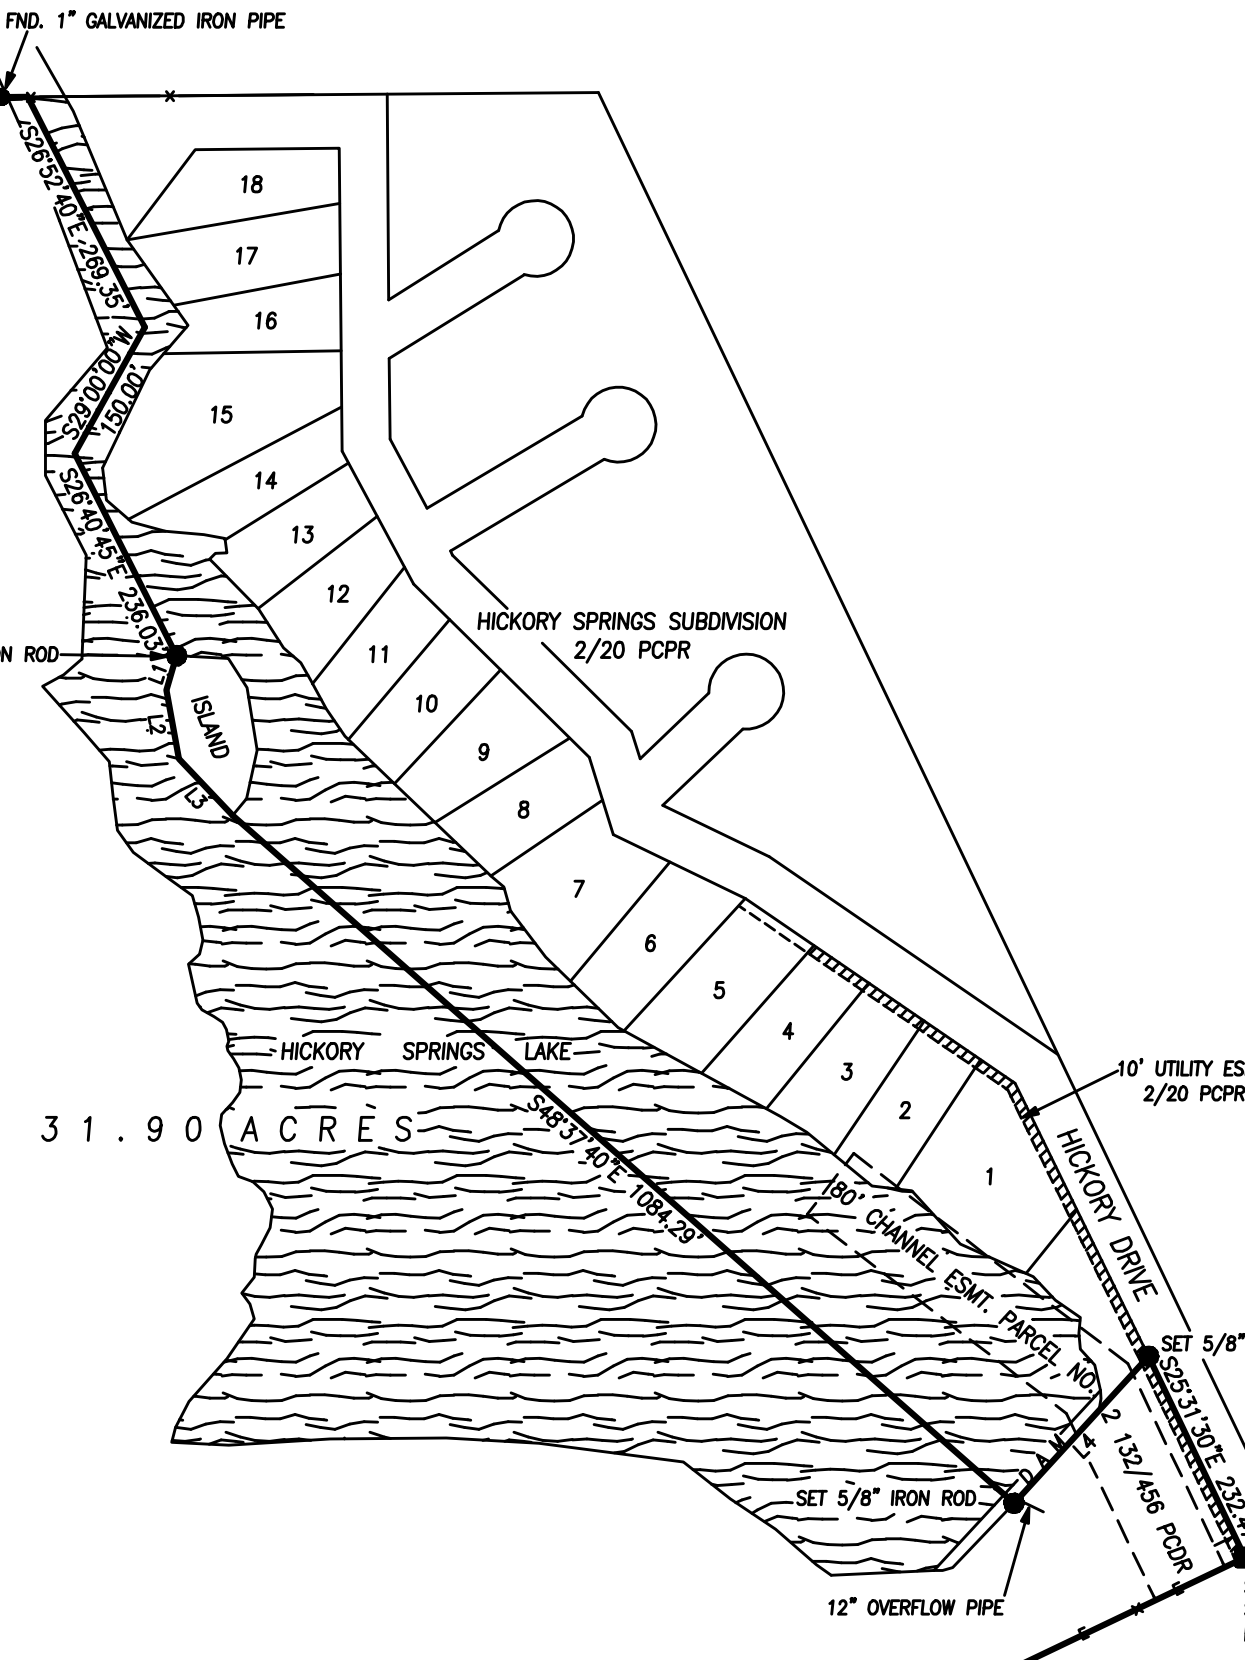 FND. 1" GALVANIZED IRON PIPE
S26°52'40"E 269.35'
18
17
16
S29°00'00"W
150.00'
15
14
S26°40'45"E 236.03'
13
12
HICKORY SPRINGS SUBDIVISION
2/20 PCPR
11
ROD
L1
10
ISLAND
L2
9
L3
8
7
6
5
4
HICKORY SPRINGS LAKE
3
10' UTILITY
2/20 PCPR
2
31.90 ACRES
S48°37'40"E 1084.29'
HICKORY DRIVE
1
80' CHANNEL ESMT. PARCEL NO. 2 132/456 PCDR
SET 5/8"
S25°31'30"E
DAM
L4
SET 5/8" IRON ROD
12" OVERFLOW PIPE